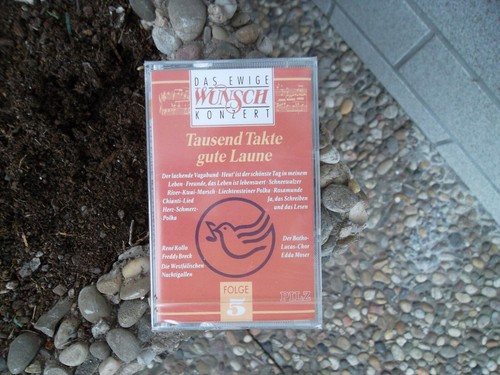 DAS EWIGE
WUNSCH
KONZERT
Tausend Takte
gute Laune
Der lachende Vagabund · Heut' ist der schönste Tag in meinem
Leben · Freunde, das Leben ist lebenswert · Schneewalzer
River-Kwai-Marsch · Liechtensteiner Polka · Rosamunde
Chianti-Lied
Ja, das Schreiben
Herz-Schmerz-
und das Lesen
Polka
René Kollo
Der Botho-
Freddy Breck
Lucas-Chor
Die Westfälischen
Edda Moser
Nachtigallen
FOLGE
5